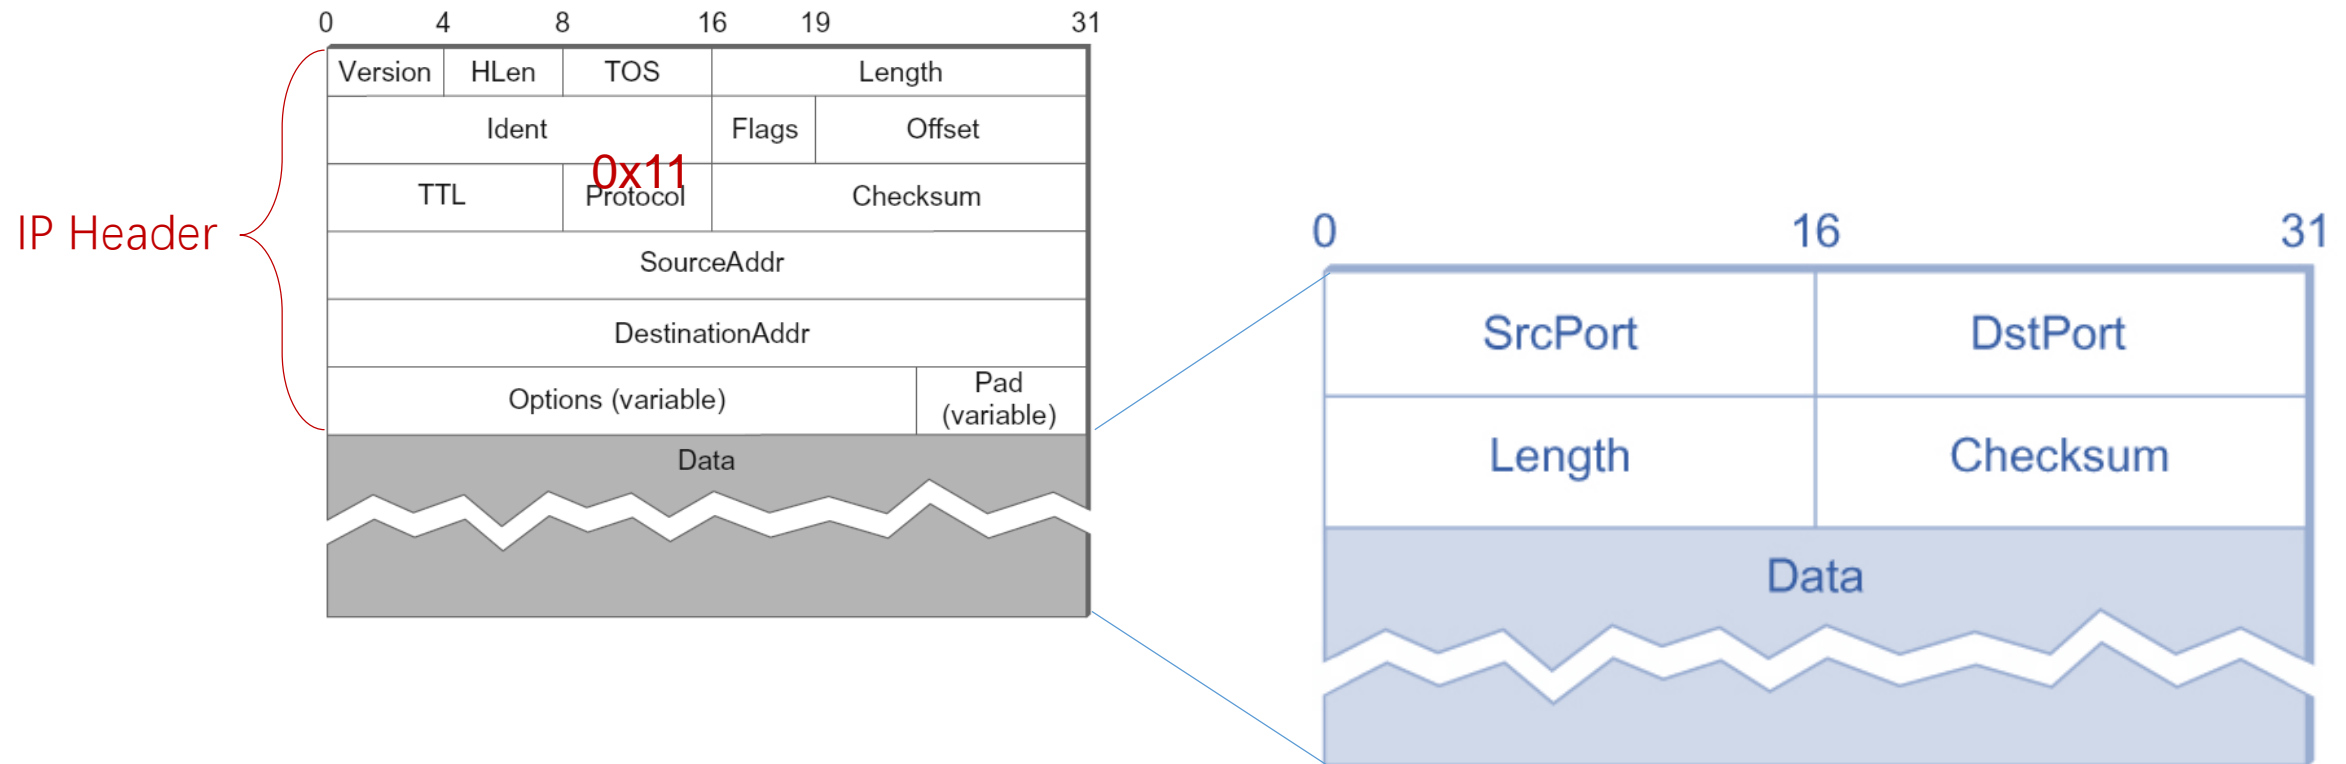 0 4 8 16 19 31
Version HLen TOS Length
Ident Flags Offset
0x11
TTL Protocol Checksum
IP Header
SourceAddr
DestinationAddr
Options (variable) Pad
(variable)
Data
0 16 31
SrcPort DstPort
Length Checksum
Data